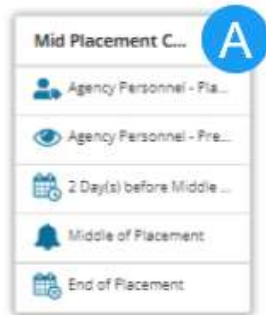 Mid Placement C...
A
Agency Personnel - Pla...
Agency Personnel - Pre...
2 Day(s) before Middle ...
Middle of Placement
End of Placement